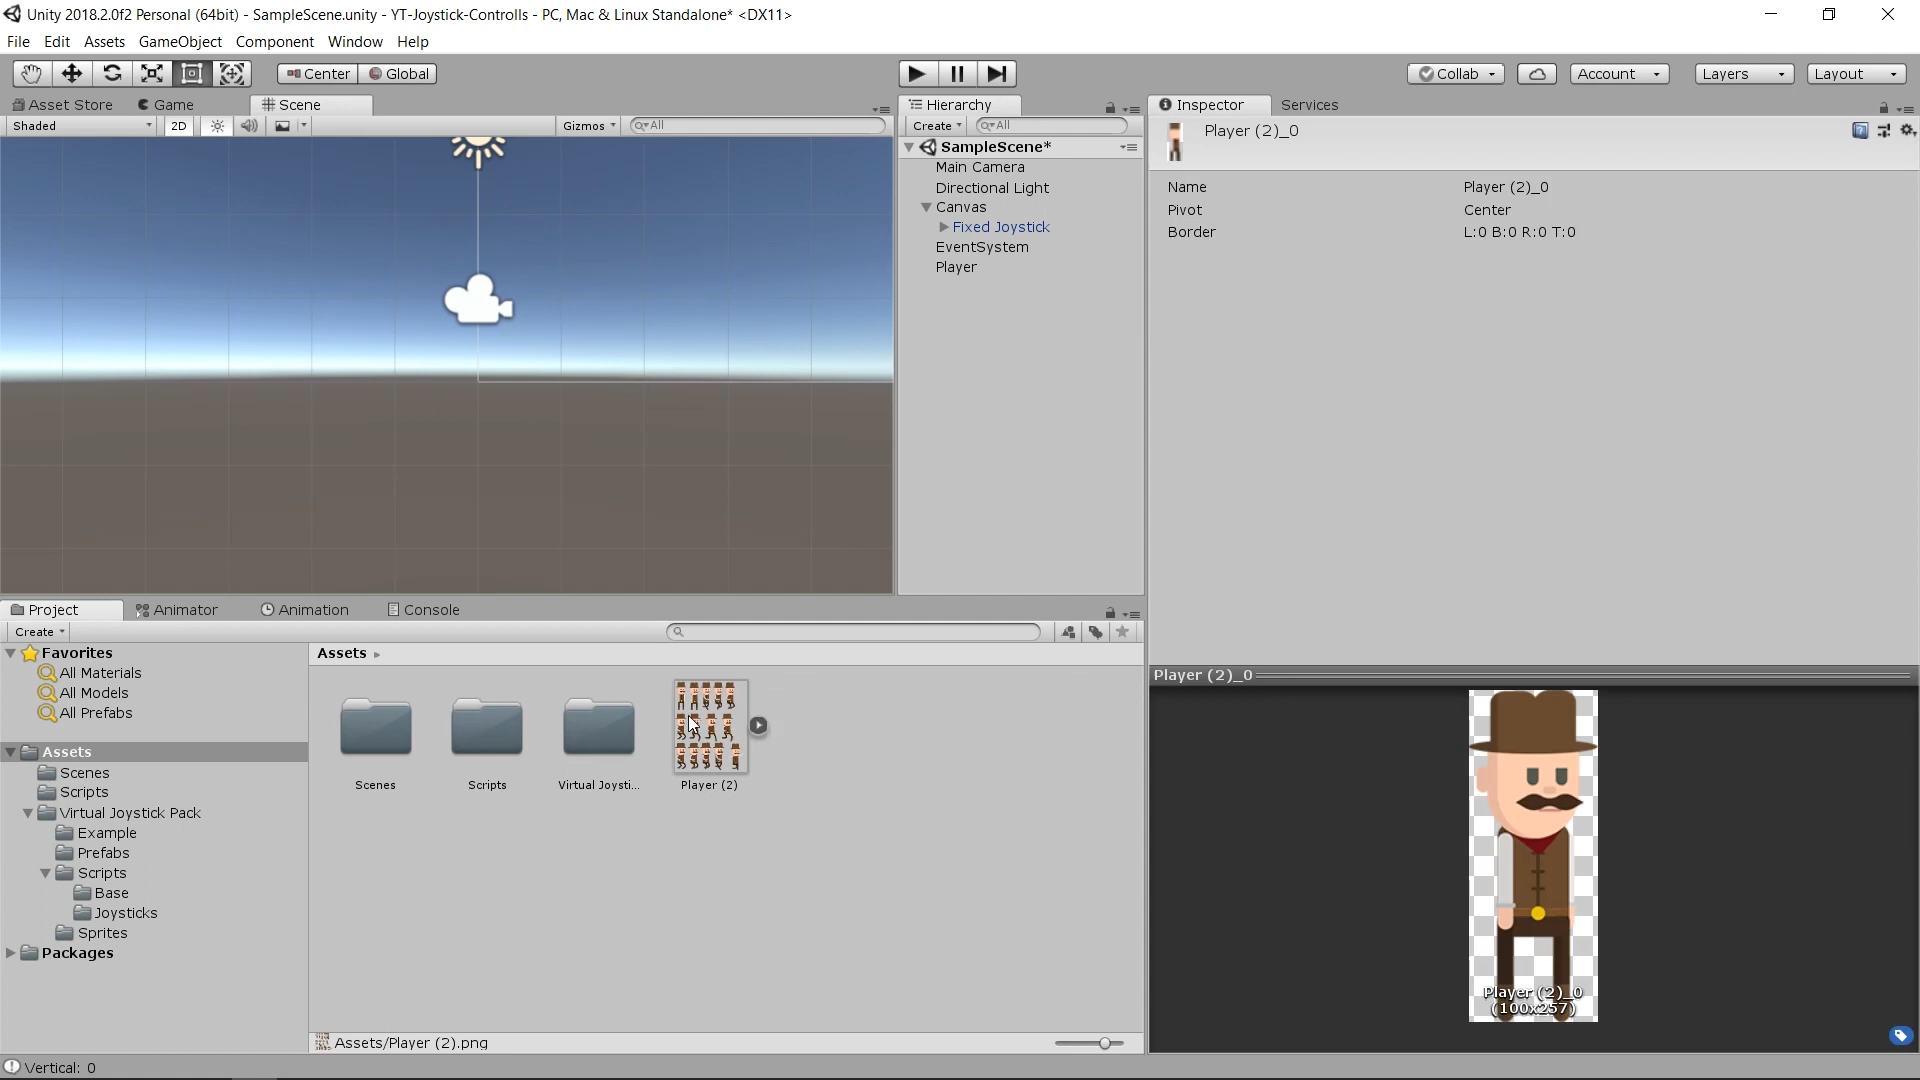 Unity 2018.2.0f2 Personal (64bit) - SampleScene.unity - YT-Joystick-Controlls - PC, Mac & Linux Standalone* <DX11>
File Edit Assets GameObject Component Window Help
Center Global
Collab Account Layers Layout
Asset Store Game Scene
Shaded 2D Gizmos All
Hierarchy
Create All
SampleScene*
Main Camera
Directional Light
Canvas
Fixed Joystick
EventSystem
Player
Inspector Services
Player (2)_0
Name Player (2)_0
Pivot Center
Border L:0 B:0 R:0 T:0
Project Animator Animation Console
Create
Favorites
All Materials
All Models
All Prefabs
Assets
Scenes
Scripts
Virtual Joystick Pack
Example
Prefabs
Scripts
Base
Joysticks
Sprites
Packages
Assets
Scenes Scripts Virtual Joysti... Player (2)
Assets/Player (2).png
Player (2)_0
Player (2)_0
(100x257)
Vertical: 0